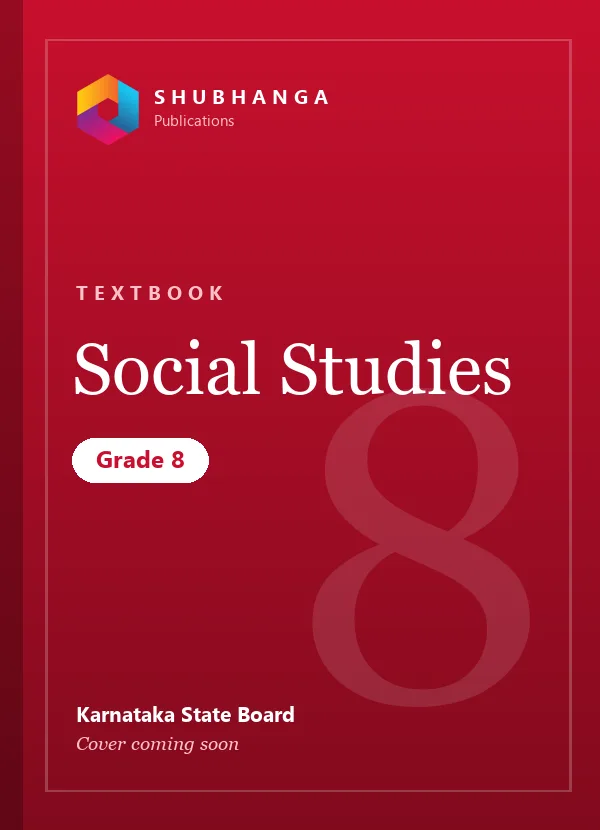 SHUBHANGA
Publications
TEXTBOOK
Social Studies
Grade 8
8
Karnataka State Board
Cover coming soon